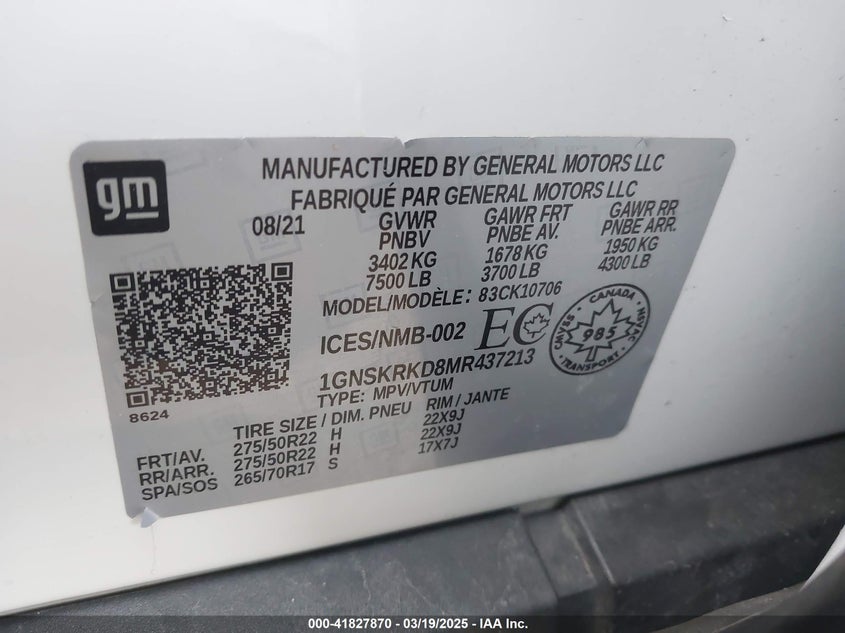 gm
MANUFACTURED BY GENERAL MOTORS LLC
FABRIQUÉ PAR GENERAL MOTORS LLC
08/21 GVWR GAWR FRT GAWR RR
PNBV PNBE AV. PNBE ARR.
3402 KG 1678 KG 1950 KG
7500 LB 3700 LB 4300 LB
MODEL/MODÈLE: 83CK10706
ICES/NMB-002 EC
CANADA
985
TRANSPORT
1GNSKRKD8MR437213
TYPE: MPV/VTUM
8624
TIRE SIZE / DIM. PNEU RIM / JANTE
FRT/AV. 275/50R22 H 22X9J
RR/ARR. 275/50R22 H 22X9J
SPA/SOS 265/70R17 S 17X7J
1-00-41827870 - 03/19/2025 - IAA Inc.